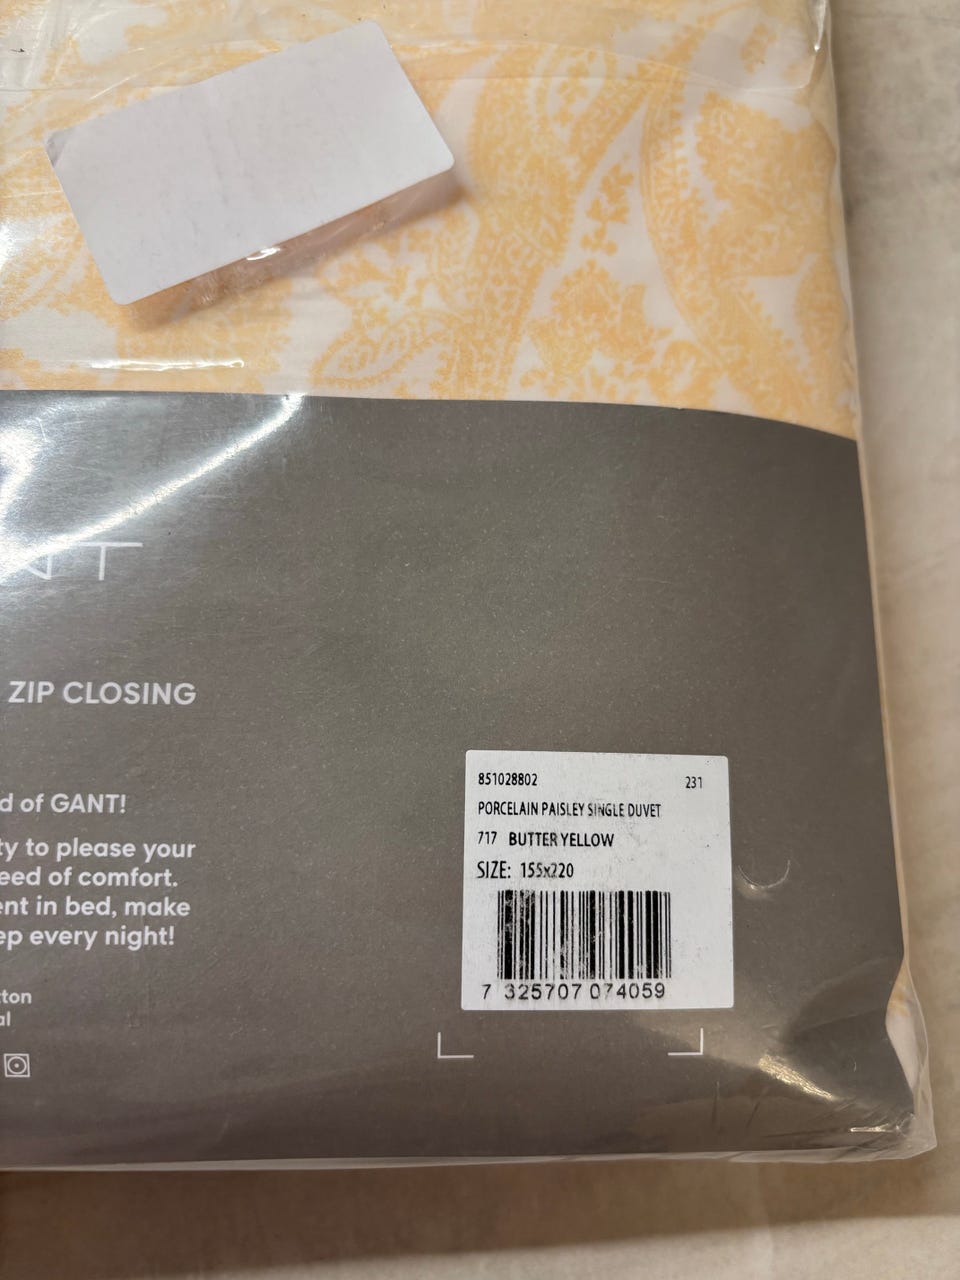 NT
ZIP CLOSING
d of GANT!
ty to please your
eed of comfort.
ent in bed, make
ep every night!
tton
al
851028802 231
PORCELAIN PAISLEY SINGLE DUVET
717 BUTTER YELLOW
SIZE: 155x220
7 325707 074059